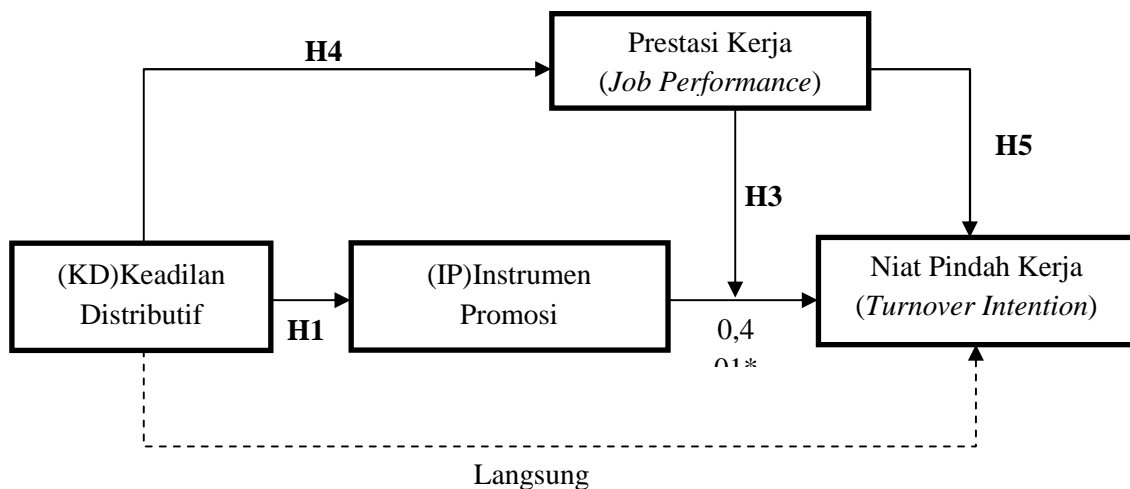 Prestasi Kerja
(Job Performance)
H4
H5
H3
(KD)Keadilan
Distributif
H1
(IP)Instrumen
Promosi
0,4
01*
Niat Pindah Kerja
(Turnover Intention)
Langsung